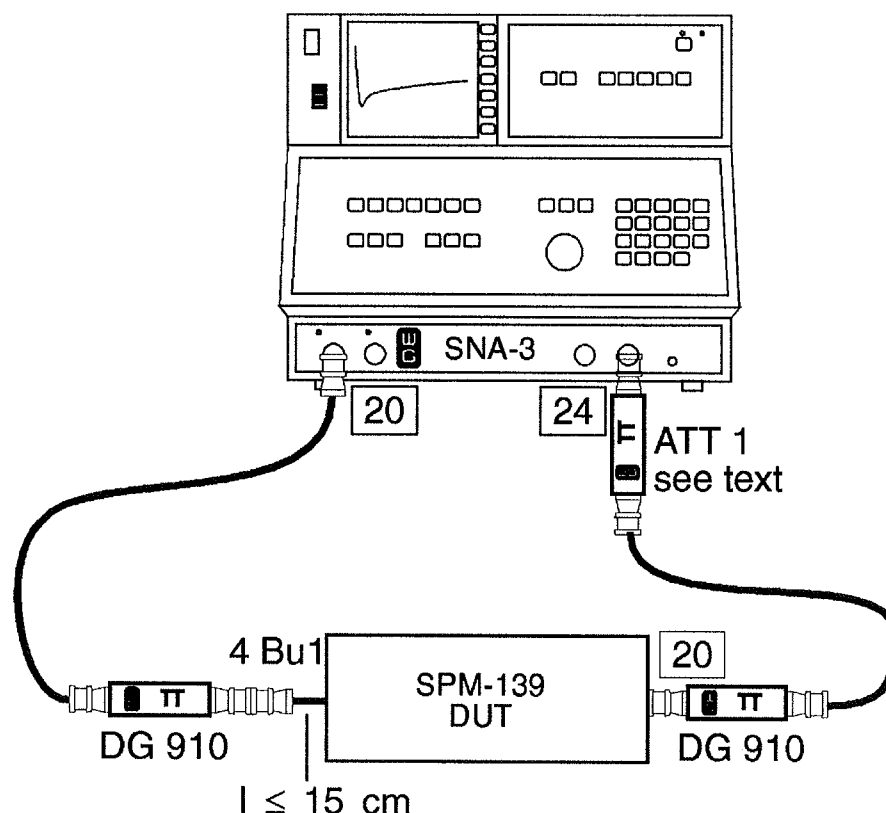 SNA-3
20
24
ATT 1
see text
4 Bu1
SPM-139
DUT
20
DG 910
DG 910
l ≤ 15 cm